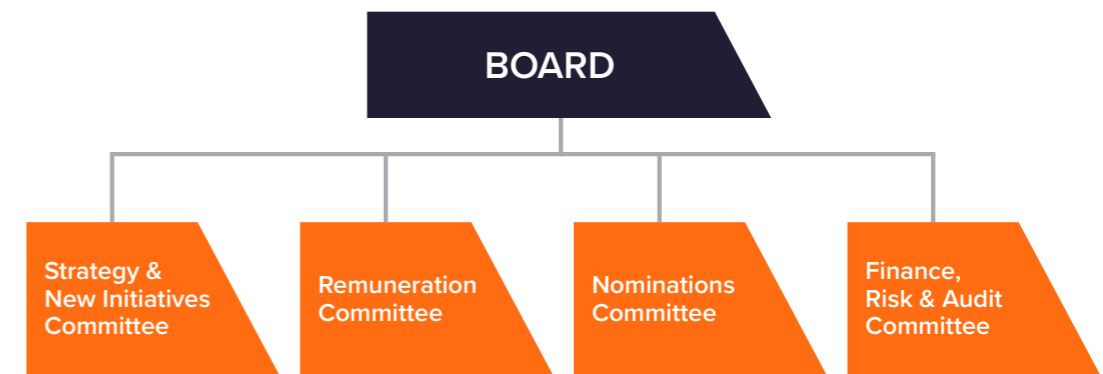 BOARD
Strategy &
New Initiatives
Committee
Remuneration
Committee
Nominations
Committee
Finance,
Risk & Audit
Committee